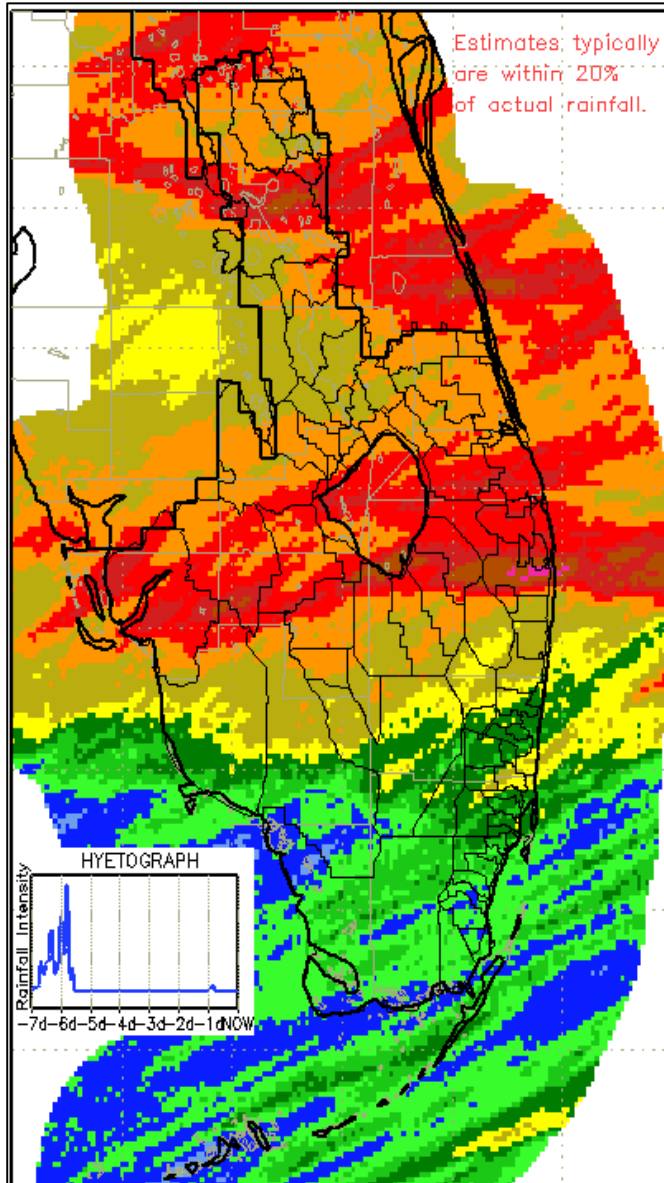 Estimates typically
are within 20%
of actual rainfall.
HYETOGRAPH
Rainfall Intensity
-7d-6d-5d-4d-3d-2d-1dNOW